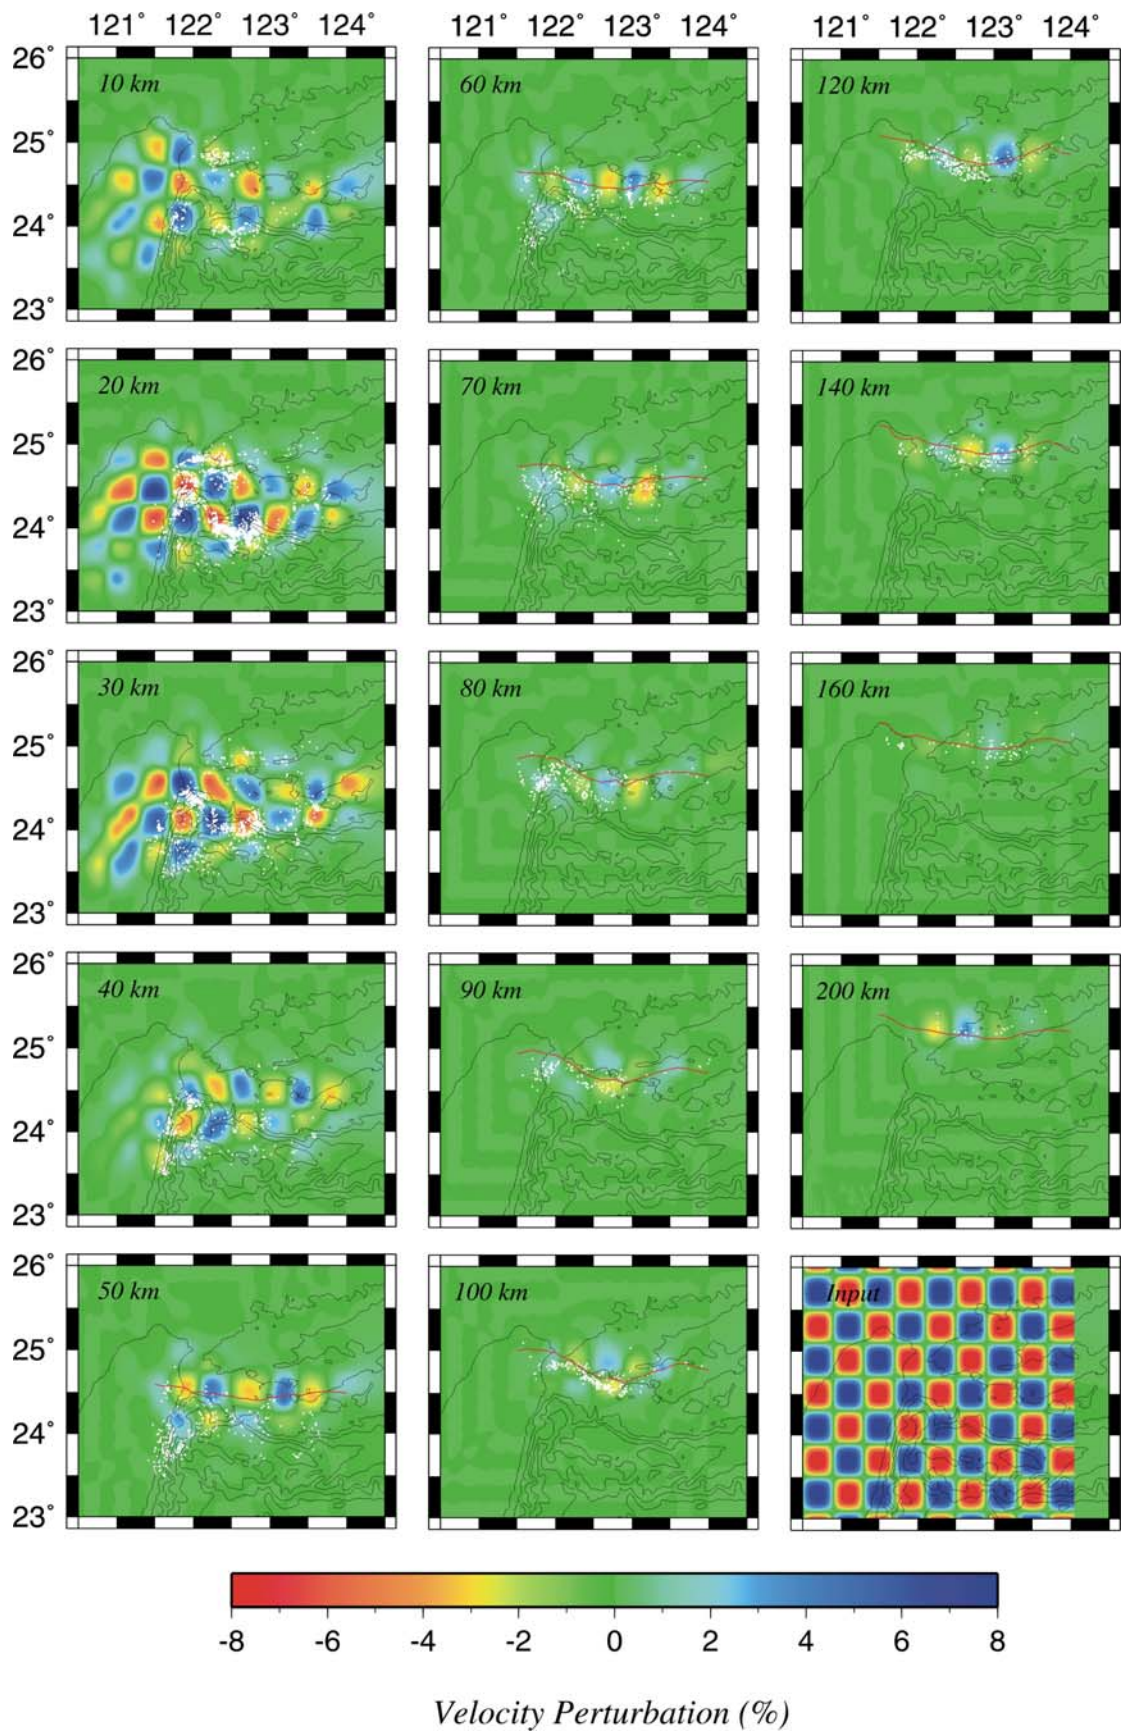 121° 122° 123° 124° 121° 122° 123° 124° 121° 122° 123° 124°
26°
10 km
60 km
120 km
25°
24°
23°
26°
20 km
70 km
140 km
25°
24°
23°
26°
30 km
80 km
160 km
25°
24°
23°
26°
40 km
90 km
200 km
25°
24°
23°
26°
50 km
100 km
Input
25°
24°
23°
-8 -6 -4 -2 0 2 4 6 8
Velocity Perturbation (%)